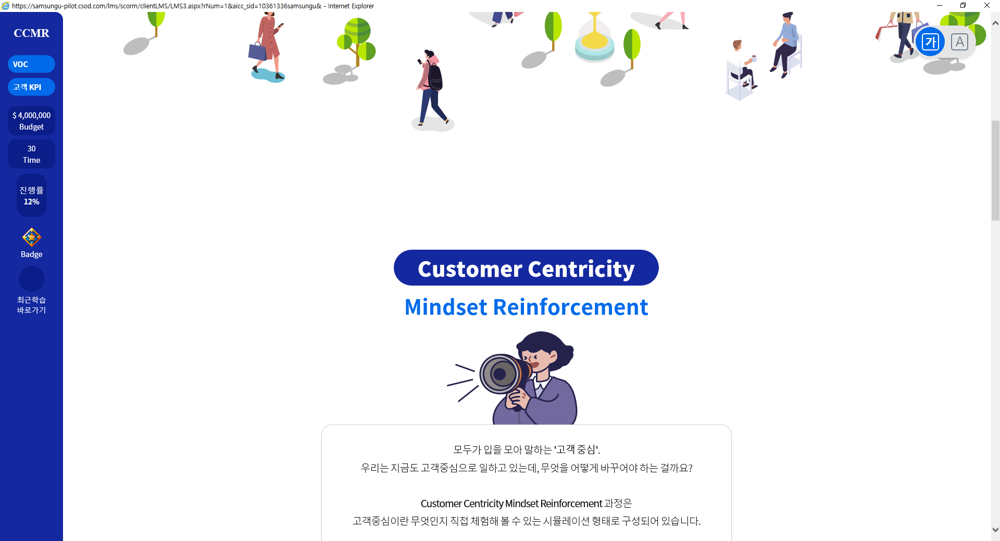 https://samsungu-pilot.csod.com/lms/scorm/clientLMS/LMS3.aspx?rNum=1&aicc_sid=10361336samsungu& - Internet Explorer
CCMR
VOC
고객 KPI
$ 4,000,000
Budget
30
Time
진행률
12%
Badge
최근학습
바로가기
가 A
Customer Centricity
Mindset Reinforcement
모두가 입을 모아 말하는 '고객 중심'.
우리는 지금도 고객중심으로 일하고 있는데, 무엇을 어떻게 바꾸어야 하는 걸까요?
Customer Centricity Mindset Reinforcement 과정은
고객중심이란 무엇인지 직접 체험해 볼 수 있는 시뮬레이션 형태로 구성되어 있습니다.